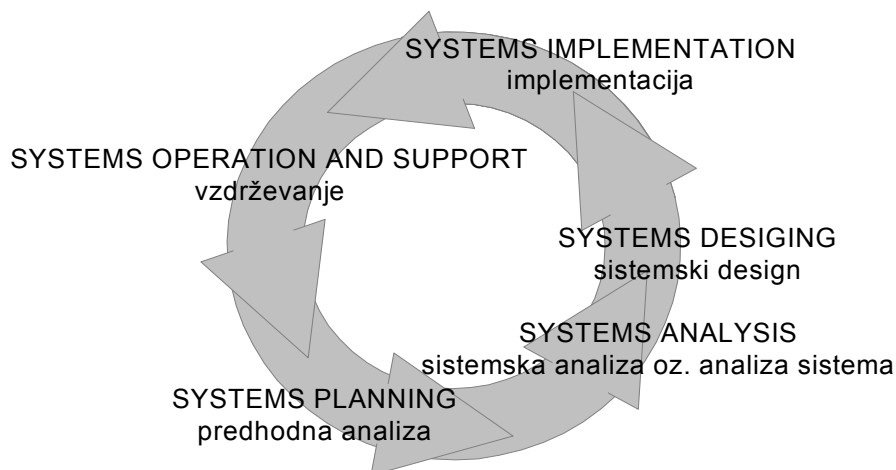 SYSTEMS IMPLEMENTATION
implementacija
SYSTEMS OPERATION AND SUPPORT
vzdrževanje
SYSTEMS DESIGING
sistemski design
SYSTEMS ANALYSIS
sistemska analiza oz. analiza sistema
SYSTEMS PLANNING
predhodna analiza